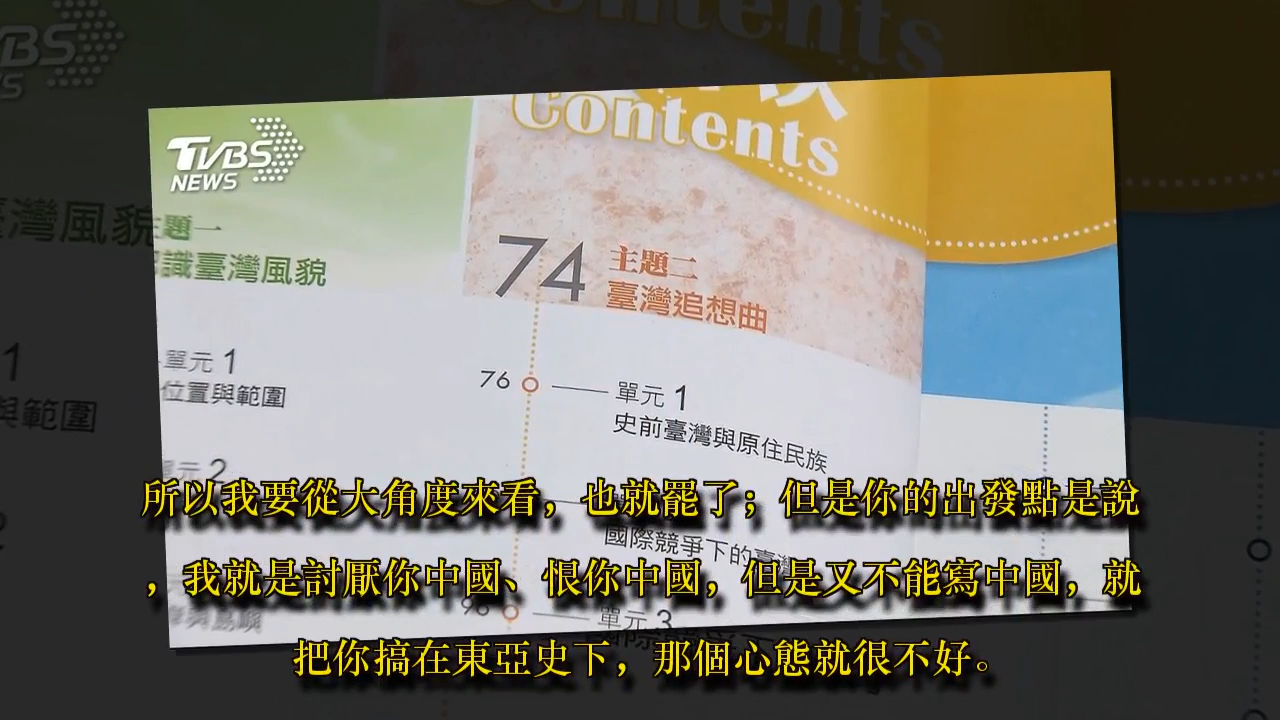 Contents
TVBS
NEWS
主題一
認識臺灣風貌
74
主題二
臺灣追想曲
單元 1
位置與範圍
76
單元 1
史前臺灣與原住民族
單元 2
國際競爭下的臺灣
96
單元 3
所以我要從大角度來看，也就罷了；但是你的出發點是說
，我就是討厭你中國、恨你中國，但是又不能寫中國，就
把你搞在東亞史下，那個心態就很不好。